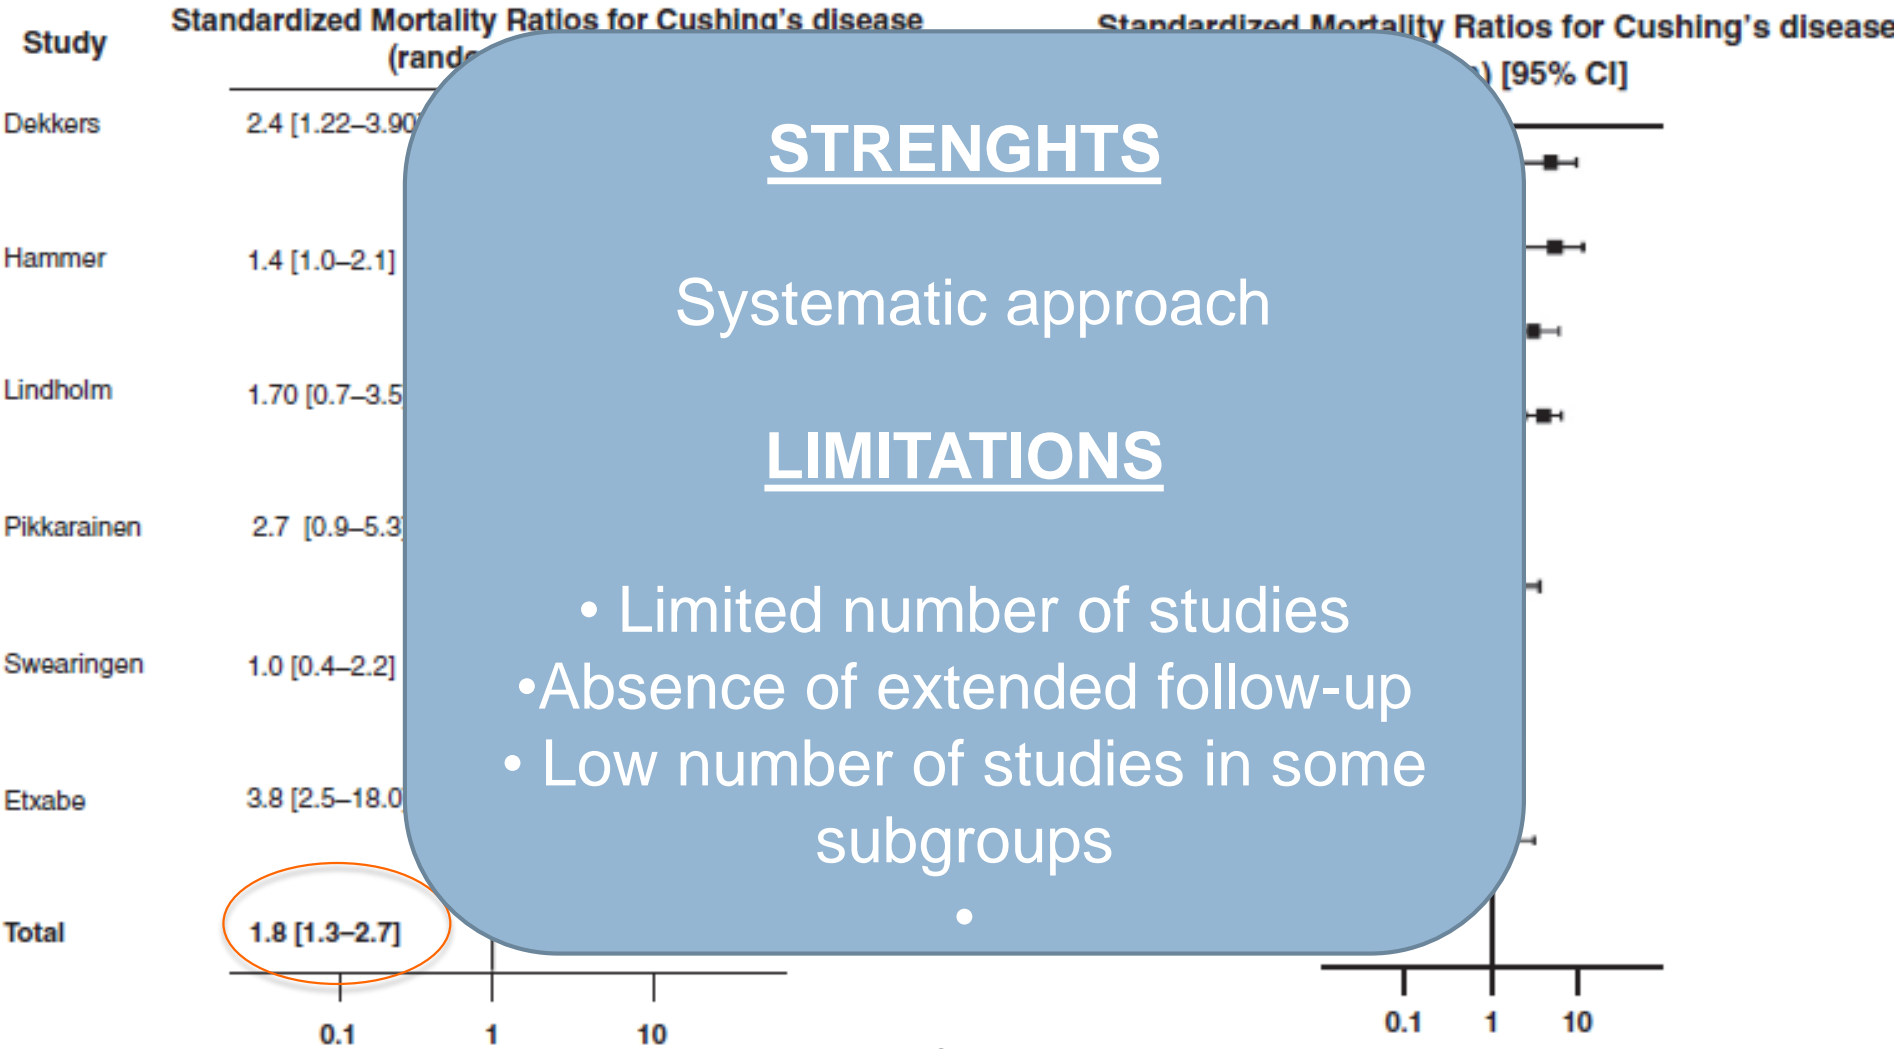 Standardized Mortality Ratios for Cushing's disease
Study
(rando
Dekkers 2.4 [1.22–3.90]
Hammer 1.4 [1.0–2.1]
Lindholm 1.70 [0.7–3.5
Pikkarainen 2.7 [0.9–5.3]
Swearingen 1.0 [0.4–2.2]
Etxabe 3.8 [2.5–18.0]
Total 1.8 [1.3–2.7]
0.1 1 10
STRENGHTS
Systematic approach
LIMITATIONS
• Limited number of studies
•Absence of extended follow-up
• Low number of studies in some
subgroups
•
Standardized Mortality Ratios for Cushing's disease
) [95% CI]
0.1 1 10